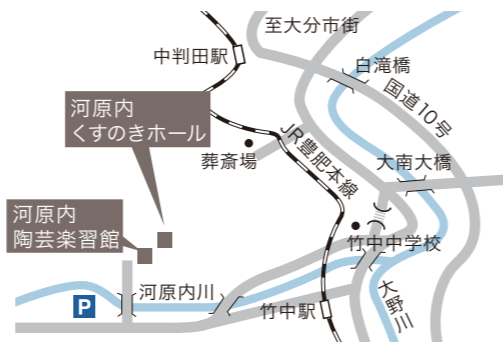 至大分市街
中判田駅
白滝橋
国道10号
河原内
くすのきホール
JR豊肥本線
葬斎場
大南大橋
河原内
陶芸楽習館
竹中中学校
河原内川
P
竹中駅
大野川